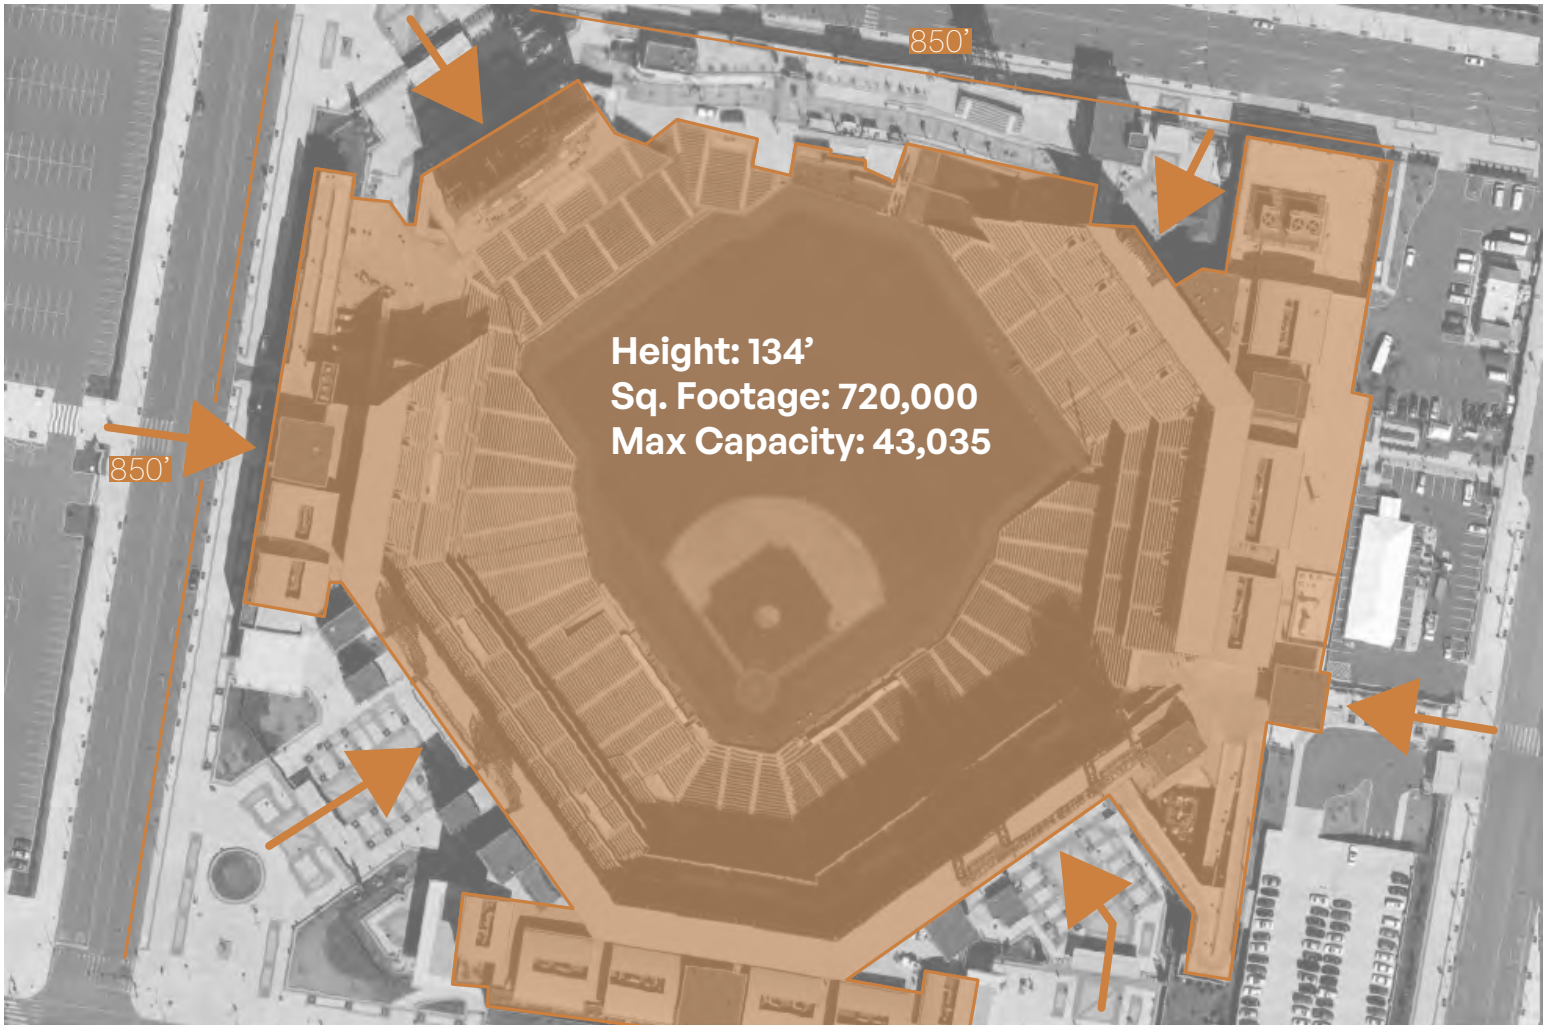 850’
Height: 134’
Sq. Footage: 720,000
Max Capacity: 43,035
850’